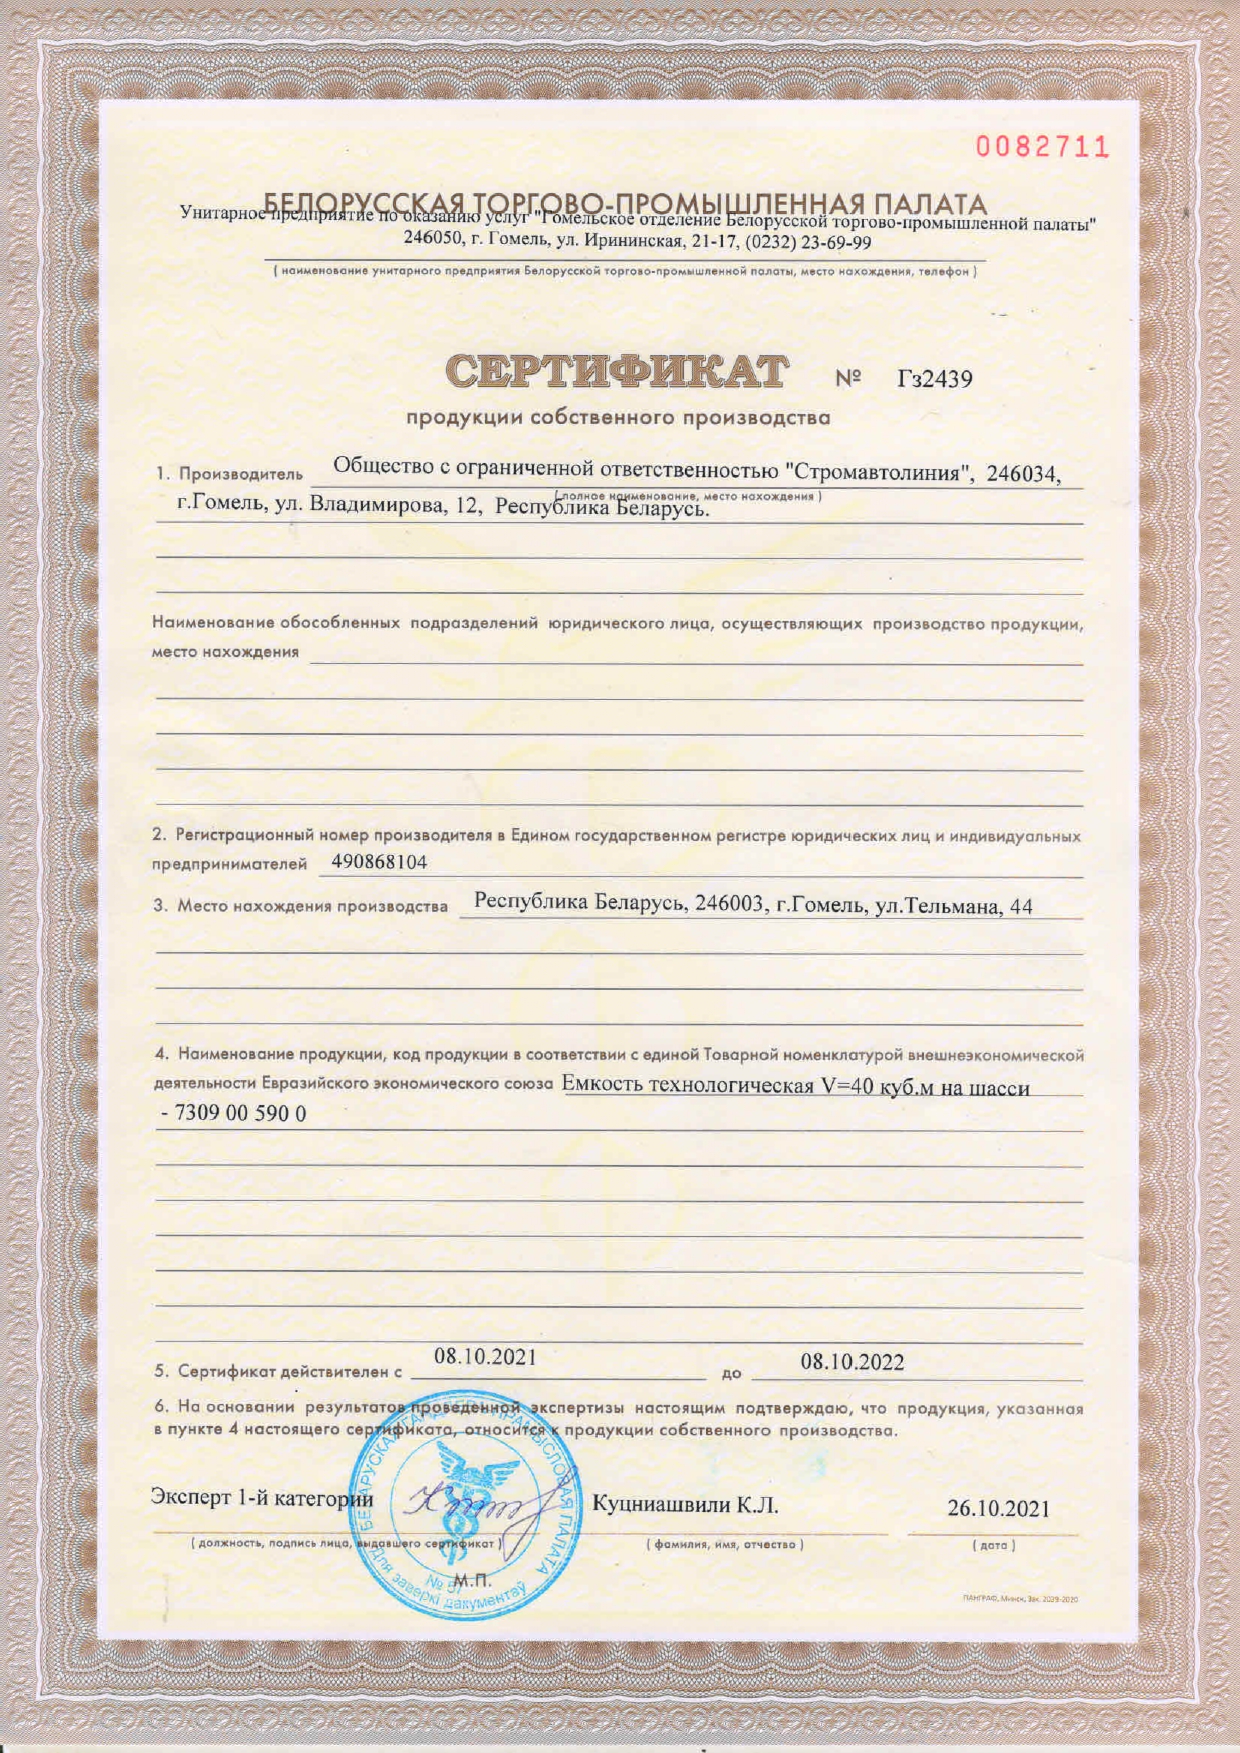 0082711
БЕЛОРУССКАЯ ТОРГОВО-ПРОМЫШЛЕННАЯ ПАЛАТА
Унитарное предприятие по оказанию услуг "Гомельское отделение Белорусской торгово-промышленной палаты"
246050, г. Гомель, ул. Ирининская, 21-17, (0232) 23-69-99
( наименование унитарного предприятия Белорусской торгово-промышленной палаты, место нахождения, телефон )
СЕРТИФИКАТ № Гз2439
продукции собственного производства
1. Производитель Общество с ограниченной ответственностью "Стромавтолиния", 246034,
( полное наименование, место нахождения )
г.Гомель, ул. Владимирова, 12, Республика Беларусь.
Наименование обособленных подразделений юридического лица, осуществляющих производство продукции,
место нахождения
2. Регистрационный номер производителя в Едином государственном регистре юридических лиц и индивидуальных
предпринимателей 490868104
3. Место нахождения производства Республика Беларусь, 246003, г.Гомель, ул.Тельмана, 44
4. Наименование продукции, код продукции в соответствии с единой Товарной номенклатурой внешнеэкономической
деятельности Евразийского экономического союза Емкость технологическая V=40 куб.м на шасси
- 7309 00 590 0
5. Сертификат действителен с 08.10.2021 до 08.10.2022
6. На основании результатов проведенной экспертизы настоящим подтверждаю, что продукция, указанная
в пункте 4 настоящего сертификата, относится к продукции собственного производства.
Эксперт 1-й категории Куцниашвили К.Л. 26.10.2021
( должность, подпись лица, выдавшего сертификат ) ( фамилия, имя, отчество ) ( дата )
М.П.
БЕЛАРУСКАЯ ГАНДЛЁВА-ПРАМЫСЛОВАЯ ПАЛАТА
Для заверкі дакументаў
ПАНГРАФ, Минск, Зак. 2039-2020